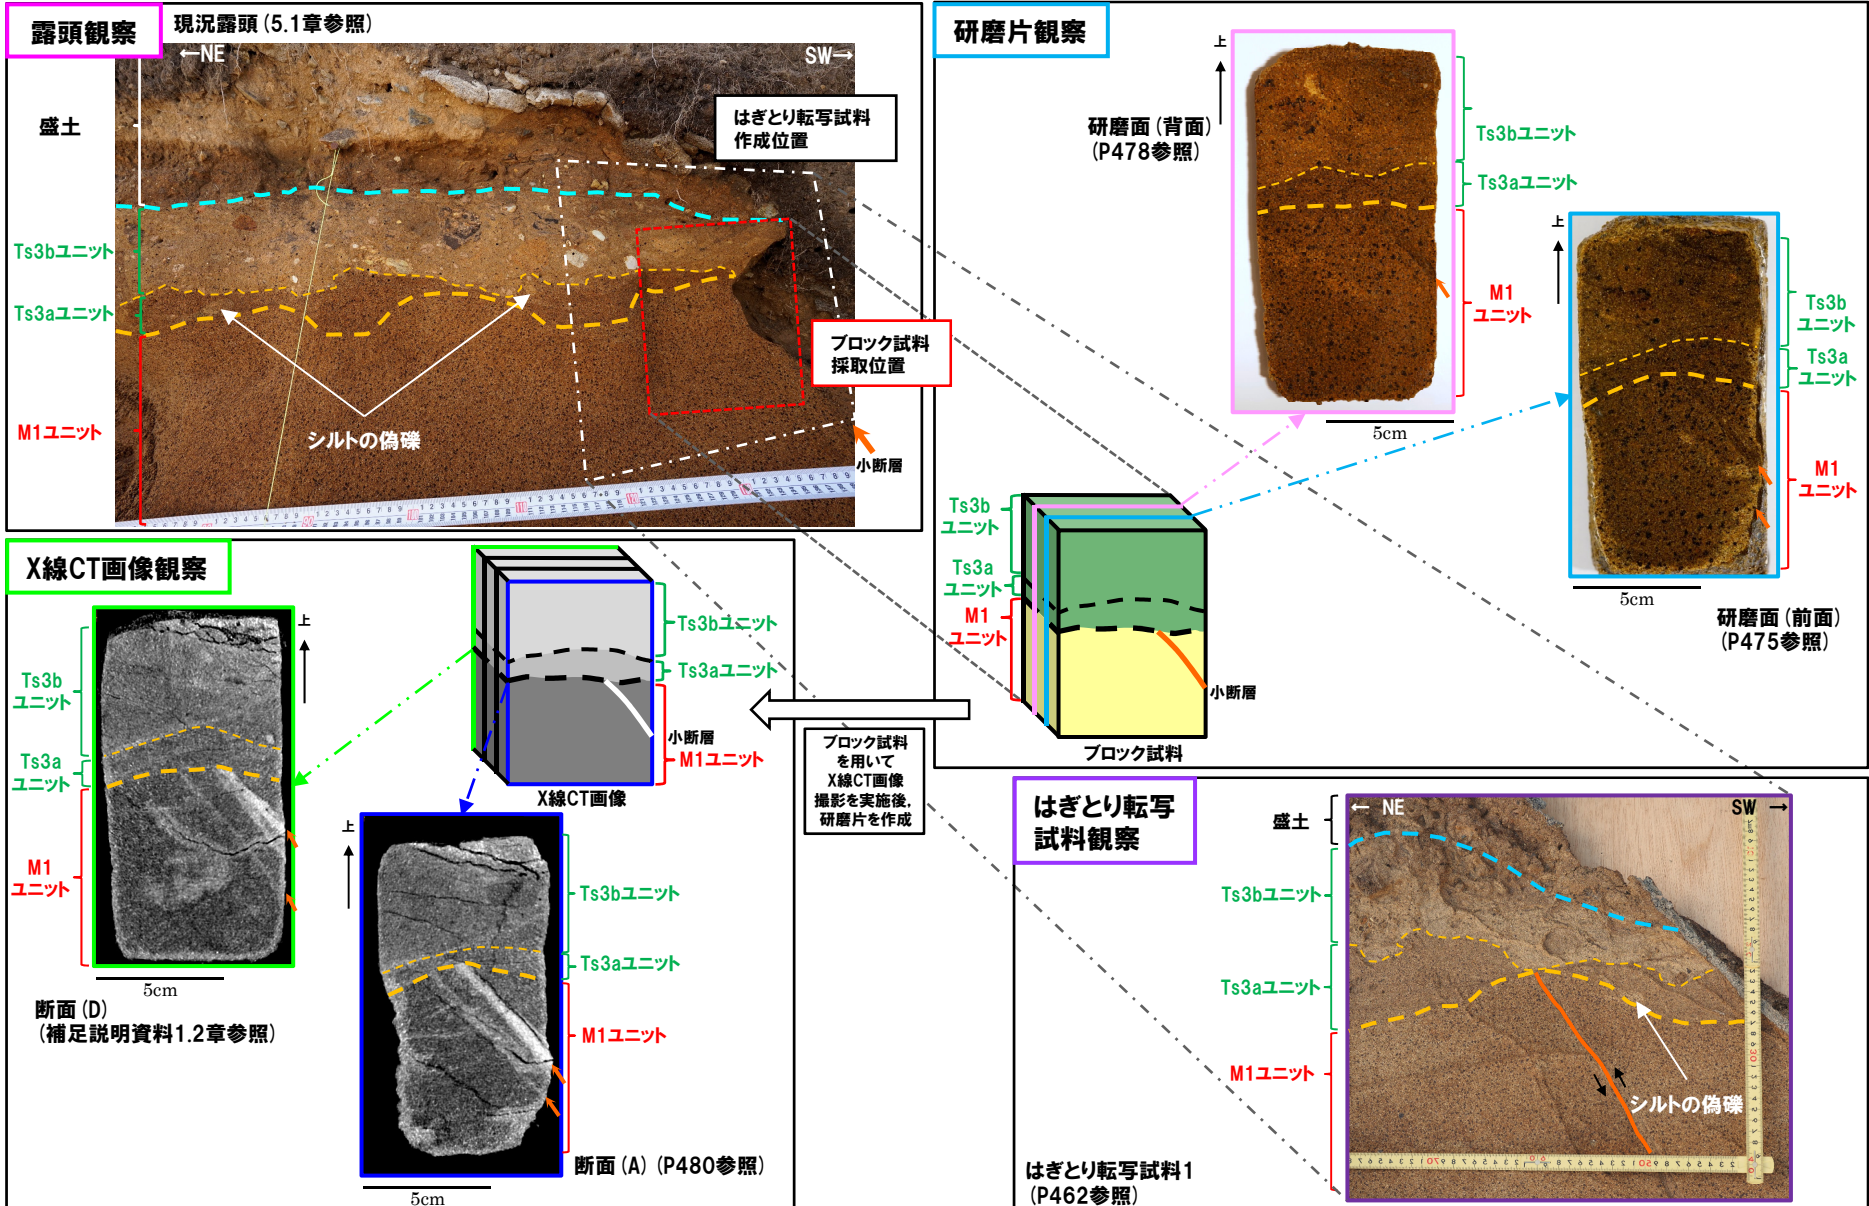 露頭観察
現況露頭(5.1章参照)
←NE
SW→
盛土
はぎとり転写試料
作成位置
Ts3bユニット
Ts3aユニット
ブロック試料
採取位置
M1ユニット
シルトの偽礫
小断層
研磨片観察
上
研磨面(背面)
(P478参照)
Ts3bユニット
Ts3aユニット
M1
ユニット
5cm
上
Ts3b
ユニット
Ts3a
ユニット
M1
ユニット
5cm
研磨面(前面)
(P475参照)
Ts3b
ユニット
Ts3a
ユニット
M1
ユニット
小断層
ブロック試料
X線CT画像観察
上
Ts3b
ユニット
Ts3a
ユニット
M1
ユニット
5cm
断面(D)
(補足説明資料1.2章参照)
Ts3bユニット
Ts3aユニット
小断層
M1ユニット
X線CT画像
上
Ts3bユニット
Ts3aユニット
M1ユニット
断面(A)(P480参照)
5cm
ブロック試料
を用いて
X線CT画像
撮影を実施後,
研磨片を作成
はぎとり転写
試料観察
← NE
SW →
盛土
Ts3bユニット
Ts3aユニット
M1ユニット
シルトの偽礫
はぎとり転写試料1
(P462参照)